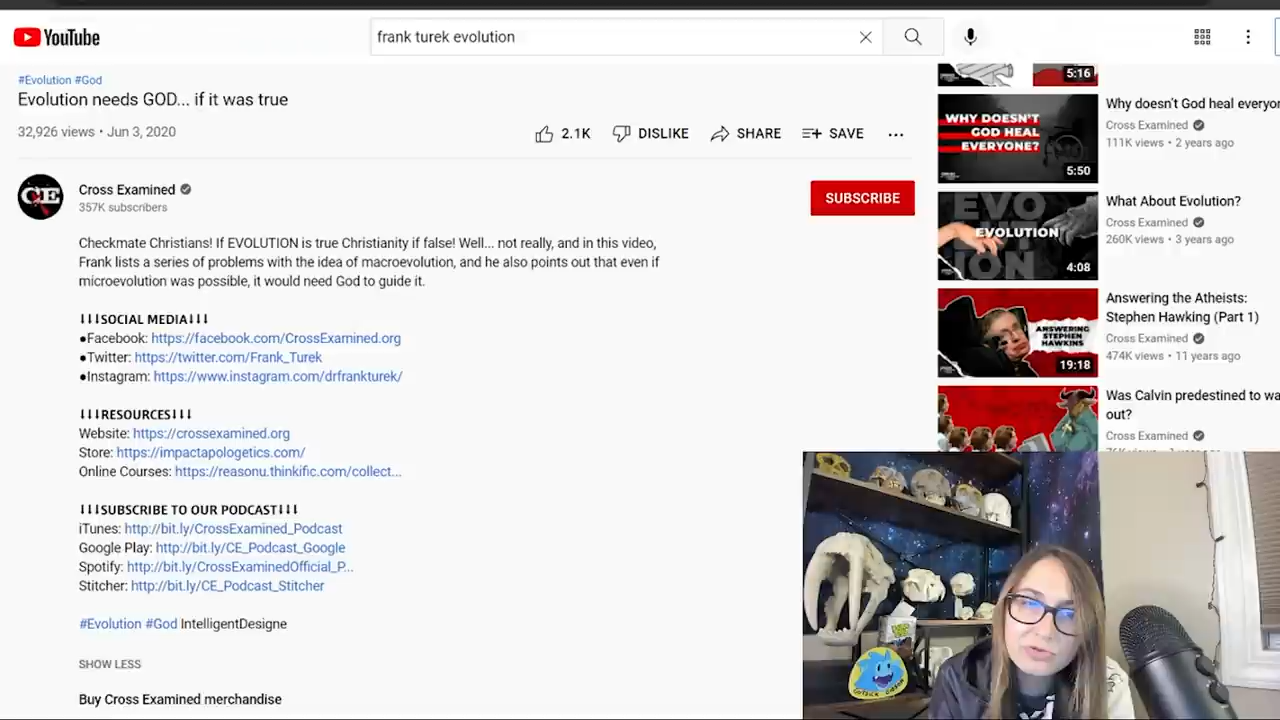 YouTube
frank turek evolution
#Evolution #God
Evolution needs GOD... if it was true
32,926 views • Jun 3, 2020
2.1K DISLIKE SHARE SAVE
Cross Examined
357K subscribers
SUBSCRIBE
Checkmate Christians! If EVOLUTION is true Christianity if false! Well... not really, and in this video,
Frank lists a series of problems with the idea of macroevolution, and he also points out that even if
microevolution was possible, it would need God to guide it.
↓↓↓SOCIAL MEDIA↓↓↓
●Facebook: https://facebook.com/CrossExamined.org
●Twitter: https://twitter.com/Frank_Turek
●Instagram: https://www.instagram.com/drfrankturek/
↓↓↓RESOURCES↓↓↓
Website: https://crossexamined.org
Store: https://impactapologetics.com/
Online Courses: https://reasonu.thinkific.com/collect...
↓↓↓SUBSCRIBE TO OUR PODCAST↓↓↓
iTunes: http://bit.ly/CrossExamined_Podcast
Google Play: http://bit.ly/CE_Podcast_Google
Spotify: http://bit.ly/CrossExaminedOfficial_P...
Stitcher: http://bit.ly/CE_Podcast_Stitcher
#Evolution #God IntelligentDesigne
SHOW LESS
Buy Cross Examined merchandise
5:16
WHY DOESN'T
GOD HEAL
EVERYONE?
5:50
Why doesn't God heal everyor
Cross Examined
111K views • 2 years ago
EVOLUTION
EVOLUTION
4:08
What About Evolution?
Cross Examined
260K views • 3 years ago
ANSWERING
STEPHEN
HAWKINS
19:18
Answering the Atheists:
Stephen Hawking (Part 1)
Cross Examined
474K views • 11 years ago
Was Calvin predestined to wa
out?
Cross Examined
GUTSICK GIBBON